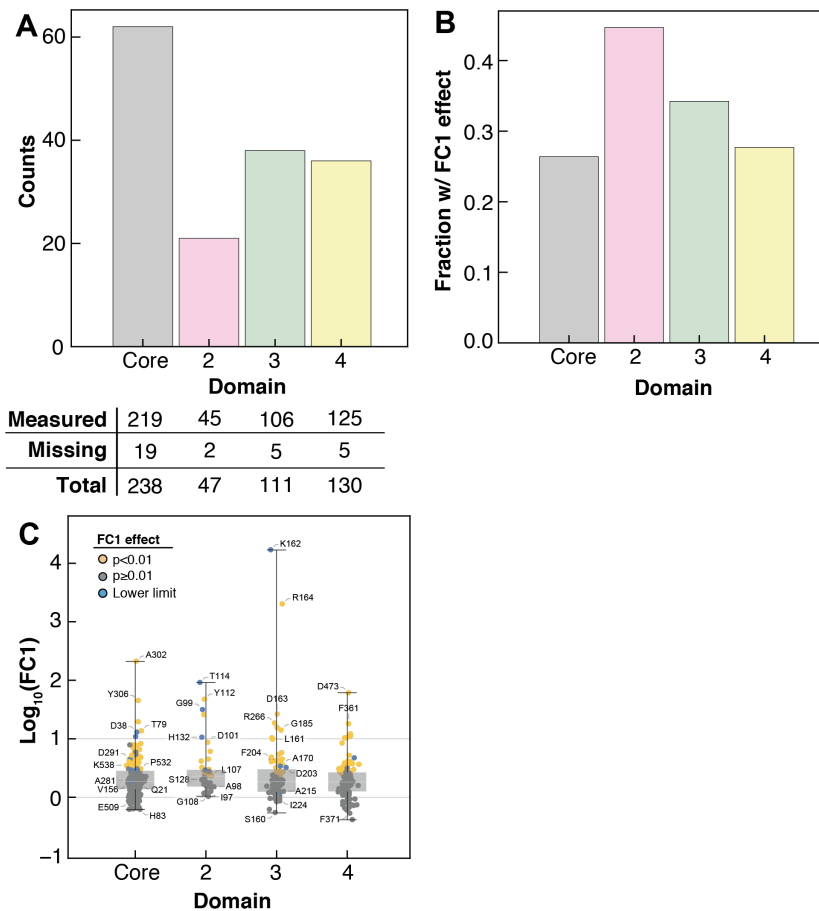 A
60
40
20
0
Counts
Core 2 3 4
Domain
Measured 219 45 106 125
Missing 19 2 5 5
Total 238 47 111 130
B
0.4
0.3
0.2
0.1
0.0
Fraction w/ FC1 effect
Core 2 3 4
Domain
C
FC1 effect
p<0.01
p≥0.01
Lower limit
4
3
2
1
0
−1
Log10(FC1)
A302
Y306
D38
T79
D291
K538
P532
A281
V156
Q21
E509
H83
T114
Y112
G99
H132
D101
L107
S128
A98
I97
G108
K162
R164
D163
R266
G185
L161
F204
A170
D203
A215
I224
S160
D473
F361
F371
Core 2 3 4
Domain